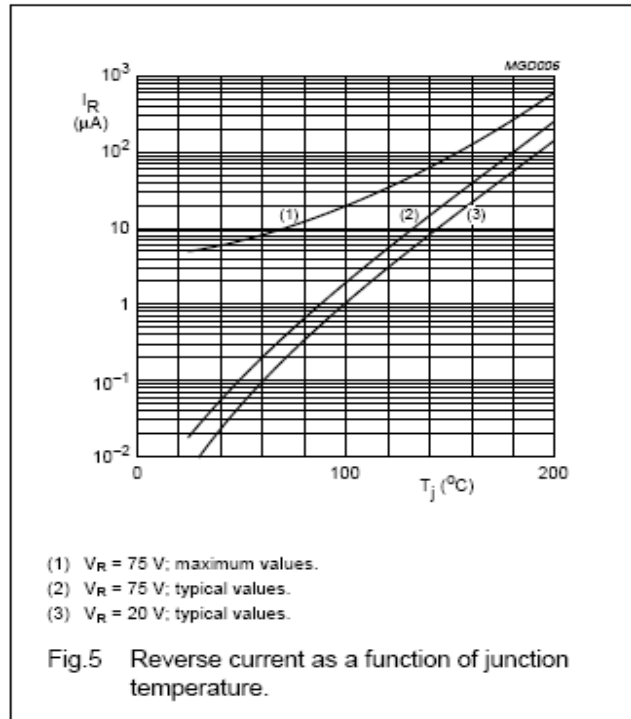 MGD006
10³
I_R
(µA)
10²
(1)
(2)
(3)
10
1
10⁻¹
10⁻²
0
100
T_j (°C)
200
(1) V_R = 75 V; maximum values.
(2) V_R = 75 V; typical values.
(3) V_R = 20 V; typical values.
Fig.5 Reverse current as a function of junction
temperature.